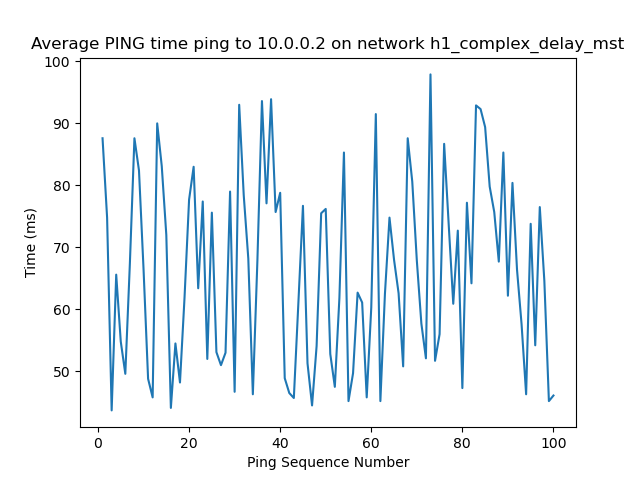 Average PING time ping to 10.0.0.2 on network h1_complex_delay_mst
100
90
80
70
60
50
Time (ms)
0 20 40 60 80 100
Ping Sequence Number